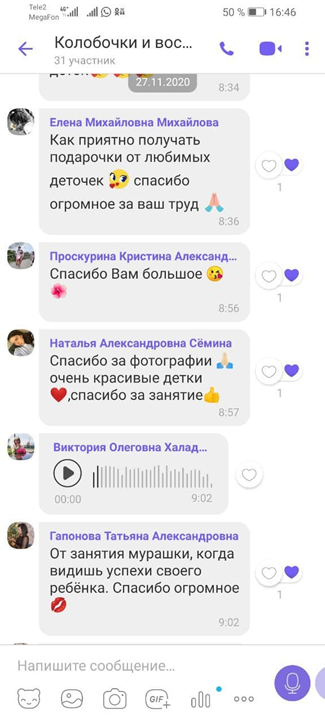 Tele2
MegaFon
4G+
50 %
16:46
Колобочки и вос...
31 участник
27.11.2020
8:34
Елена Михайловна Михайлова
Как приятно получать
подарочки от любимых
деточек 😘 спасибо
огромное за ваш труд 🙏🏻
8:36
1
Проскурина Кристина Александ...
Спасибо Вам большое 😘
🌺
8:56
1
Наталья Александровна Сёмина
Спасибо за фотографии 🙏🏻
очень красивые детки
❤️,спасибо за занятие👍
8:57
1
Виктория Олеговна Халад...
00:00
9:02
Гапонова Татьяна Александровна
От занятия мурашки, когда
видишь успехи своего
ребёнка. Спасибо огромное
💋
9:02
1
Напишите сообщение...
GIF